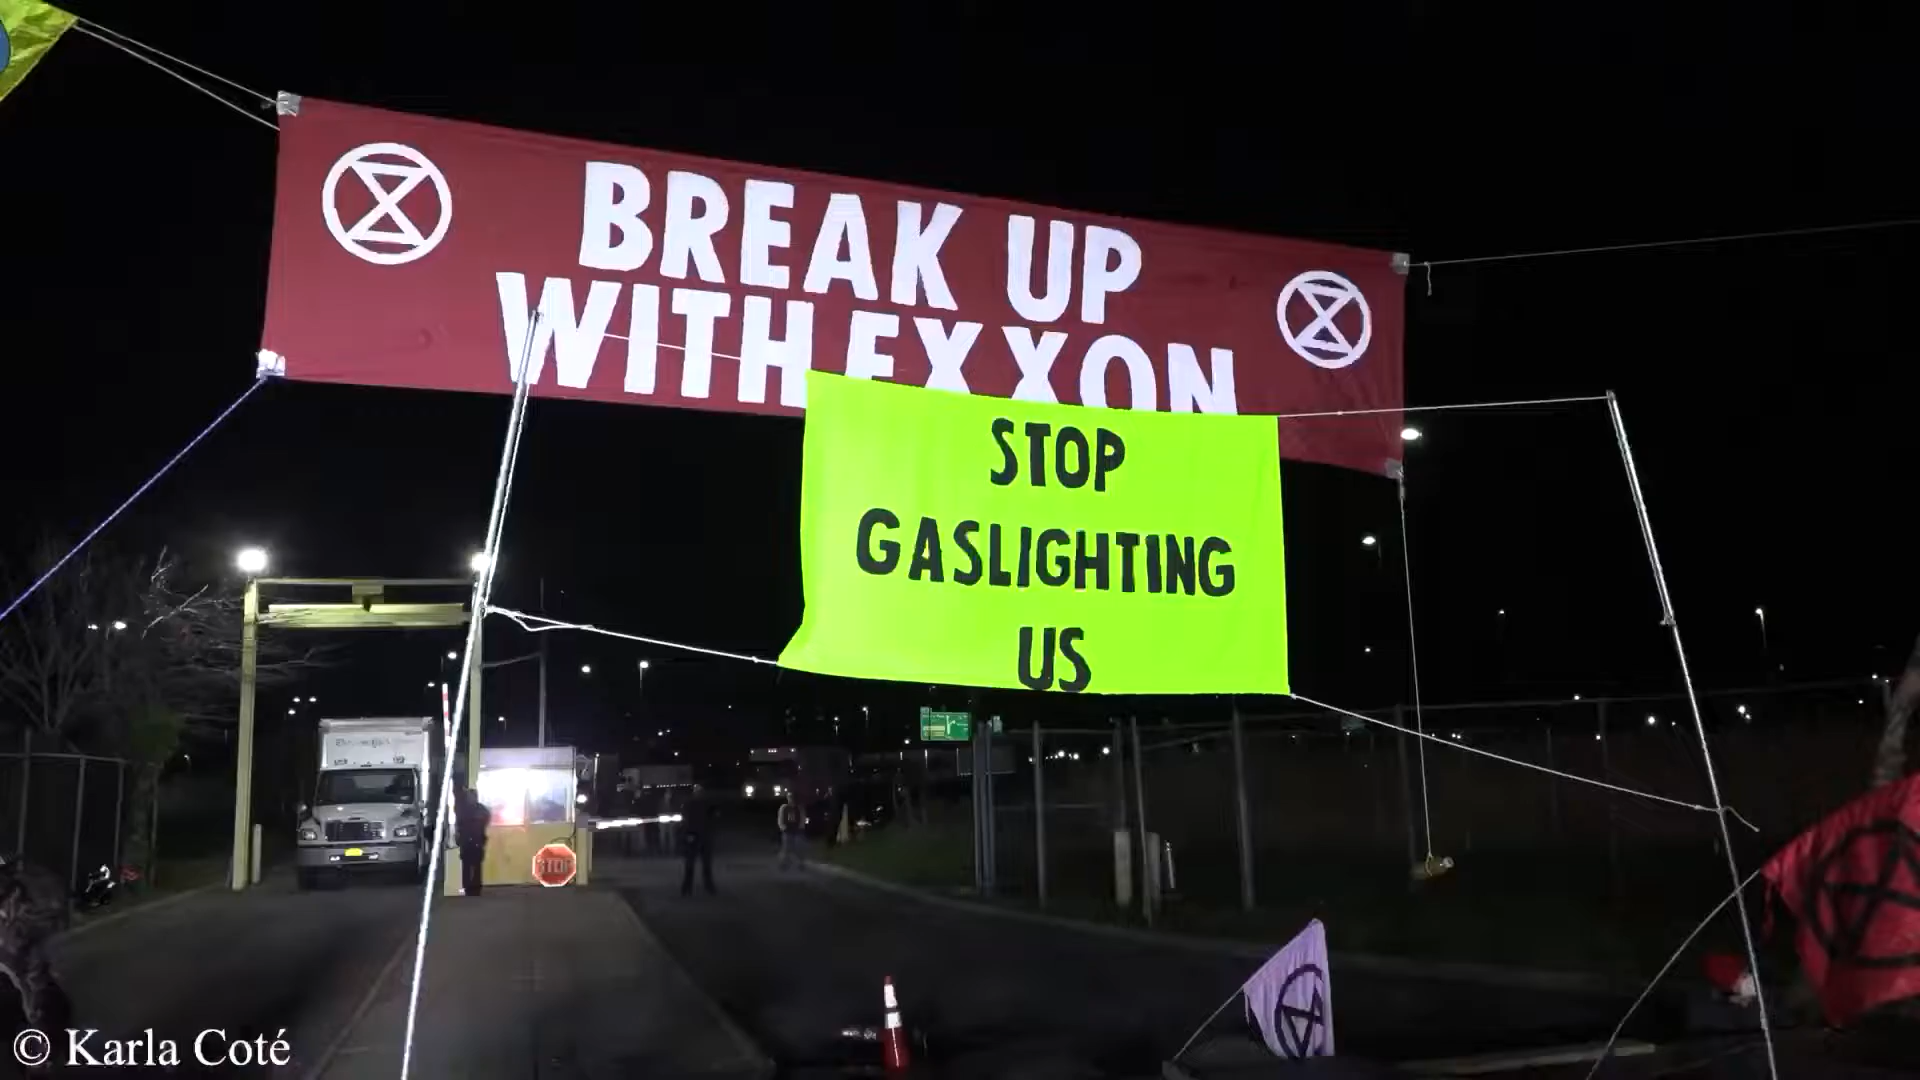 BREAK UP
WITH EXXON
STOP
GASLIGHTING
US
STOP
© Karla Coté